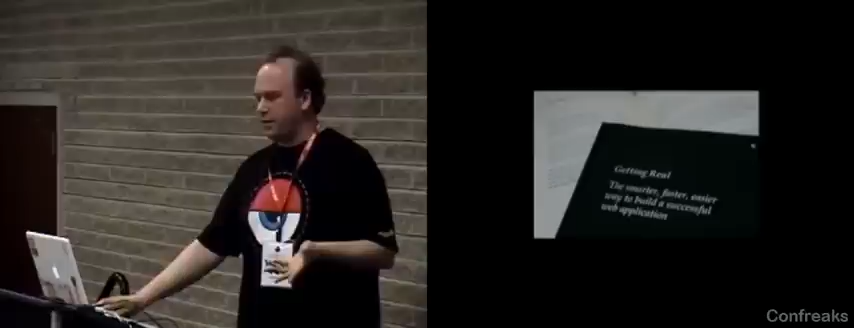 Getting Real
The smarter, faster, easier
way to build a successful
web application
Confreaks